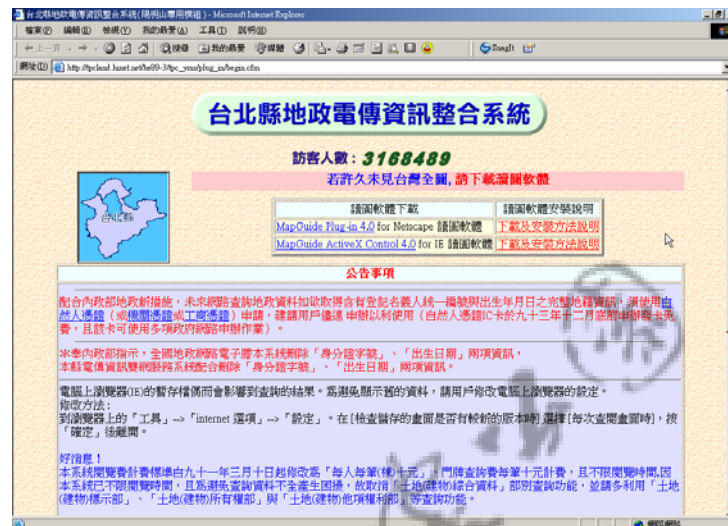 台北縣地政電傳資訊整合系統(陽明山專用模組) - Microsoft Internet Explorer
檔案(F) 編輯(E) 檢視(V) 我的最愛(A) 工具(T) 說明(H)
上一頁 搜尋 我的最愛 媒體 SnagIt
網址(D) http://tpcland.hinet.net/he89-3/tpc_yms/plog_in/begin.cfm
台北縣地政電傳資訊整合系統
訪客人數：3168489
若許久未見台灣全圖,請下載讀圖軟體
台北縣
讀圖軟體下載 讀圖軟體安裝說明
MapGuide Plug-in 4.0 for Netscape 讀圖軟體 下載及安裝方法說明
MapGuide ActiveX Control 4.0 for IE 讀圖軟體 下載及安裝方法說明
公告事項
配合內政部地政新措施，未來網路查詢地政資料如欲取得含有登記名義人統一編號與出生年月日之完整地籍資訊，須使用自
然人憑證（或機關憑證或工商憑證）申請，建請用戶儘速 申辦以利使用（自然人憑證IC卡於九十三年十二月底前申辦發卡免
費，且該卡可使用多項政府網路申辦作業）。
※奉內政部指示，全國地政網路電子謄本系統刪除「身分證字號」、「出生日期」兩項資訊，
本縣電傳資訊雙網服務系統配合刪除「身分證字號」、「出生日期」兩項資訊。
電腦上瀏覽器(IE)的暫存檔偶而會影響到查詢的結果。為避免顯示舊的資料，請用戶修改電腦上瀏覽器的設定。
修改方法:
到瀏覽器上的「工具」-->「internet 選項」-->「設定」。在 [檢查儲存的畫面是否有較新的版本時] 選擇 [每次查閱畫面時]，按
「確定」後離開。
好消息！
本系統閱覽費計費標準自九十一年三月十日起修改為「每人每筆(棟)十元」，門牌查詢費每筆十元計費，且不限閱覽時間,因
本系統已不限閱覽時間，且為避免查詢資料不全產生困擾，故取消「土地(建物)綜合資料」部別查詢功能，並請多利用「土地
(建物)標示部」、「土地(建物)所有權部」與「土地(建物)他項權利部」等查詢功能。
網際網路